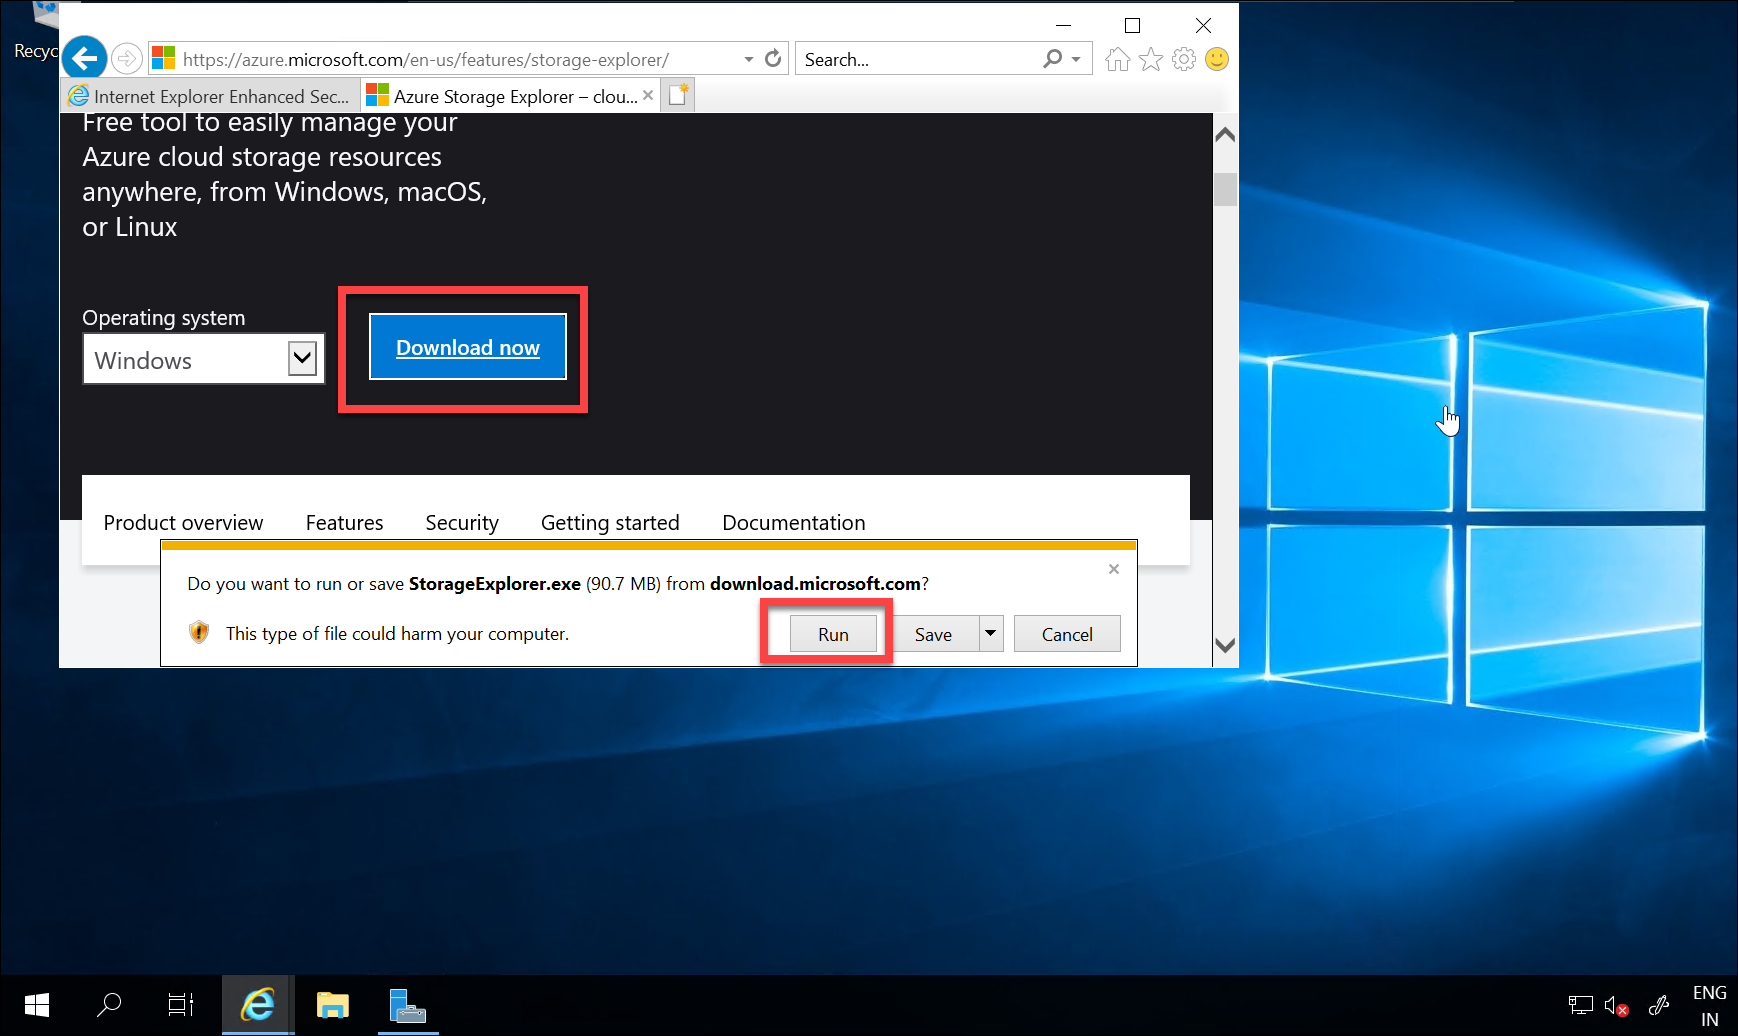 Recyc
https://azure.microsoft.com/en-us/features/storage-explorer/
Search...
Internet Explorer Enhanced Sec...
Azure Storage Explorer – clou...
Free tool to easily manage your
Azure cloud storage resources
anywhere, from Windows, macOS,
or Linux
Operating system
Windows
Download now
Product overview Features Security Getting started Documentation
Do you want to run or save StorageExplorer.exe (90.7 MB) from download.microsoft.com?
This type of file could harm your computer.
Run Save Cancel
ENG
IN